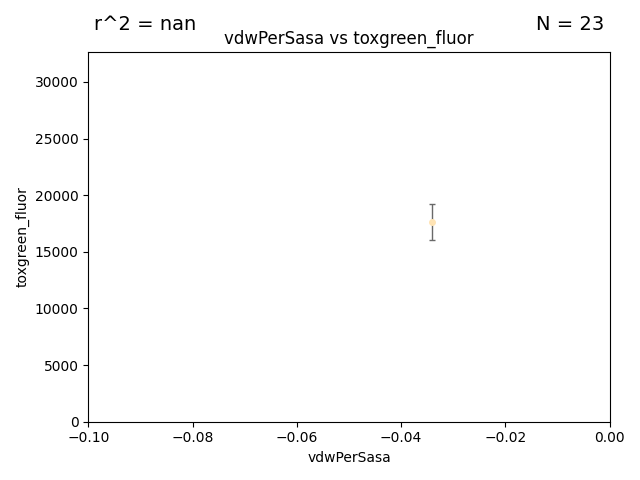 r^2 = nan
N = 23
vdwPerSasa vs toxgreen_fluor
30000
25000
20000
15000
10000
5000
0
toxgreen_fluor
−0.10
−0.08
−0.06
−0.04
−0.02
0.00
vdwPerSasa